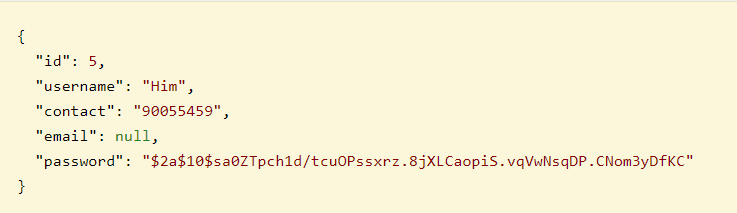 {
"id": 5,
"username": "Him",
"contact": "90055459",
"email": null,
"password": "$2a$10$sa0ZTpch1d/tcuOPssxrz.8jXLCaopiS.vqVwNsqDP.CNom3yDfKC"
}